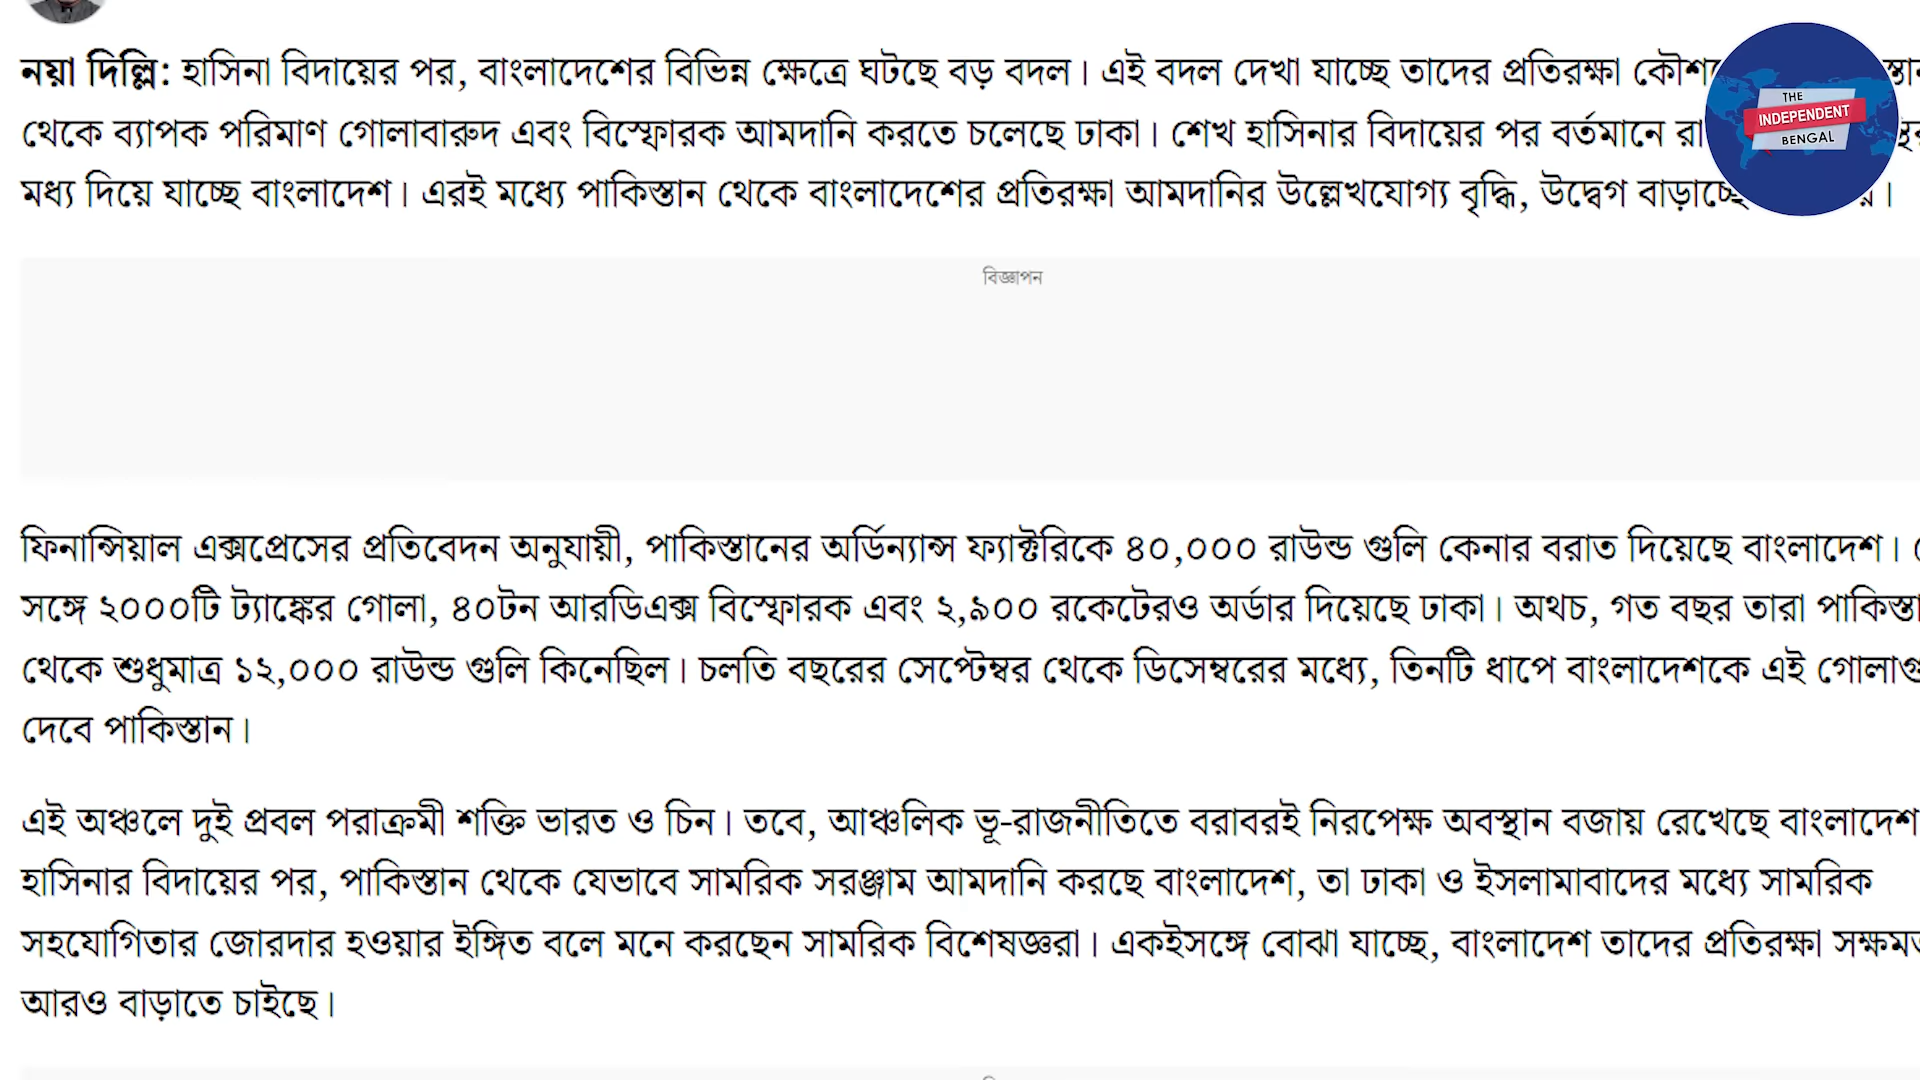 নয়া দিল্লি: হাসিনা বিদায়ের পর, বাংলাদেশের বিভিন্ন ক্ষেত্রে ঘটছে বড় বদল। এই বদল দেখা যাচ্ছে তাদের প্রতিরক্ষা
থেকে ব্যাপক পরিমাণ গোলাবারুদ এবং বিস্ফোরক আমদানি করতে চলেছে ঢাকা। শেখ হাসিনার বিদায়ের পর বর্তমানে
মধ্য দিয়ে যাচ্ছে বাংলাদেশ। এরই মধ্যে পাকিস্তান থেকে বাংলাদেশের প্রতিরক্ষা আমদানির উল্লেখযোগ্য বৃদ্ধি, উদ্বেগ বাড়াচ্ছে
THE
INDEPENDENT
BENGAL
বিজ্ঞাপন
ফিনান্সিয়াল এক্সপ্রেসের প্রতিবেদন অনুযায়ী, পাকিস্তানের অর্ডিন্যান্স ফ্যাক্টরিকে ৪০,০০০ রাউন্ড গুলি কেনার বরাত দিয়েছে বাংলাদেশ।
সঙ্গে ২০০০টি ট্যাঙ্কের গোলা, ৪০টন আরডিএক্স বিস্ফোরক এবং ২,৯০০ রকেটেরও অর্ডার দিয়েছে ঢাকা। অথচ, গত বছর তারা
থেকে শুধুমাত্র ১২,০০০ রাউন্ড গুলি কিনেছিল। চলতি বছরের সেপ্টেম্বর থেকে ডিসেম্বরের মধ্যে, তিনটি ধাপে বাংলাদেশকে এই
দেবে পাকিস্তান।
এই অঞ্চলে দুই প্রবল পরাক্রমী শক্তি ভারত ও চিন। তবে, আঞ্চলিক ভূ-রাজনীতিতে বরাবরই নিরপেক্ষ অবস্থান বজায় রেখেছে বাংলাদেশ
হাসিনার বিদায়ের পর, পাকিস্তান থেকে যেভাবে সামরিক সরঞ্জাম আমদানি করছে বাংলাদেশ, তা ঢাকা ও ইসলামাবাদের মধ্যে সামরিক
সহযোগিতার জোরদার হওয়ার ইঙ্গিত বলে মনে করছেন সামরিক বিশেষজ্ঞরা। একইসঙ্গে বোঝা যাচ্ছে, বাংলাদেশ তাদের প্রতিরক্ষা
আরও বাড়াতে চাইছে।